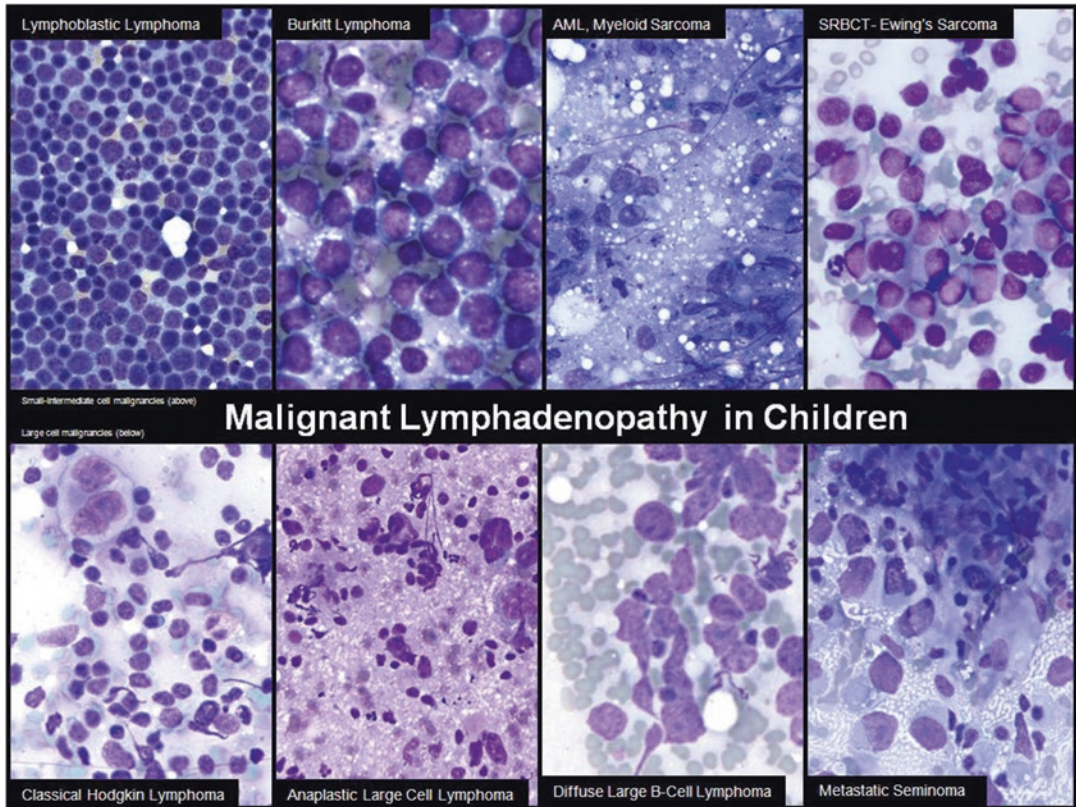 Lymphoblastic Lymphoma
Burkitt Lymphoma
AML, Myeloid Sarcoma
SRBCT- Ewing's Sarcoma
Small-Intermediate cell malignancies (above)
Malignant Lymphadenopathy in Children
Large cell malignancies (below)
Classical Hodgkin Lymphoma
Anaplastic Large Cell Lymphoma
Diffuse Large B-Cell Lymphoma
Metastatic Seminoma